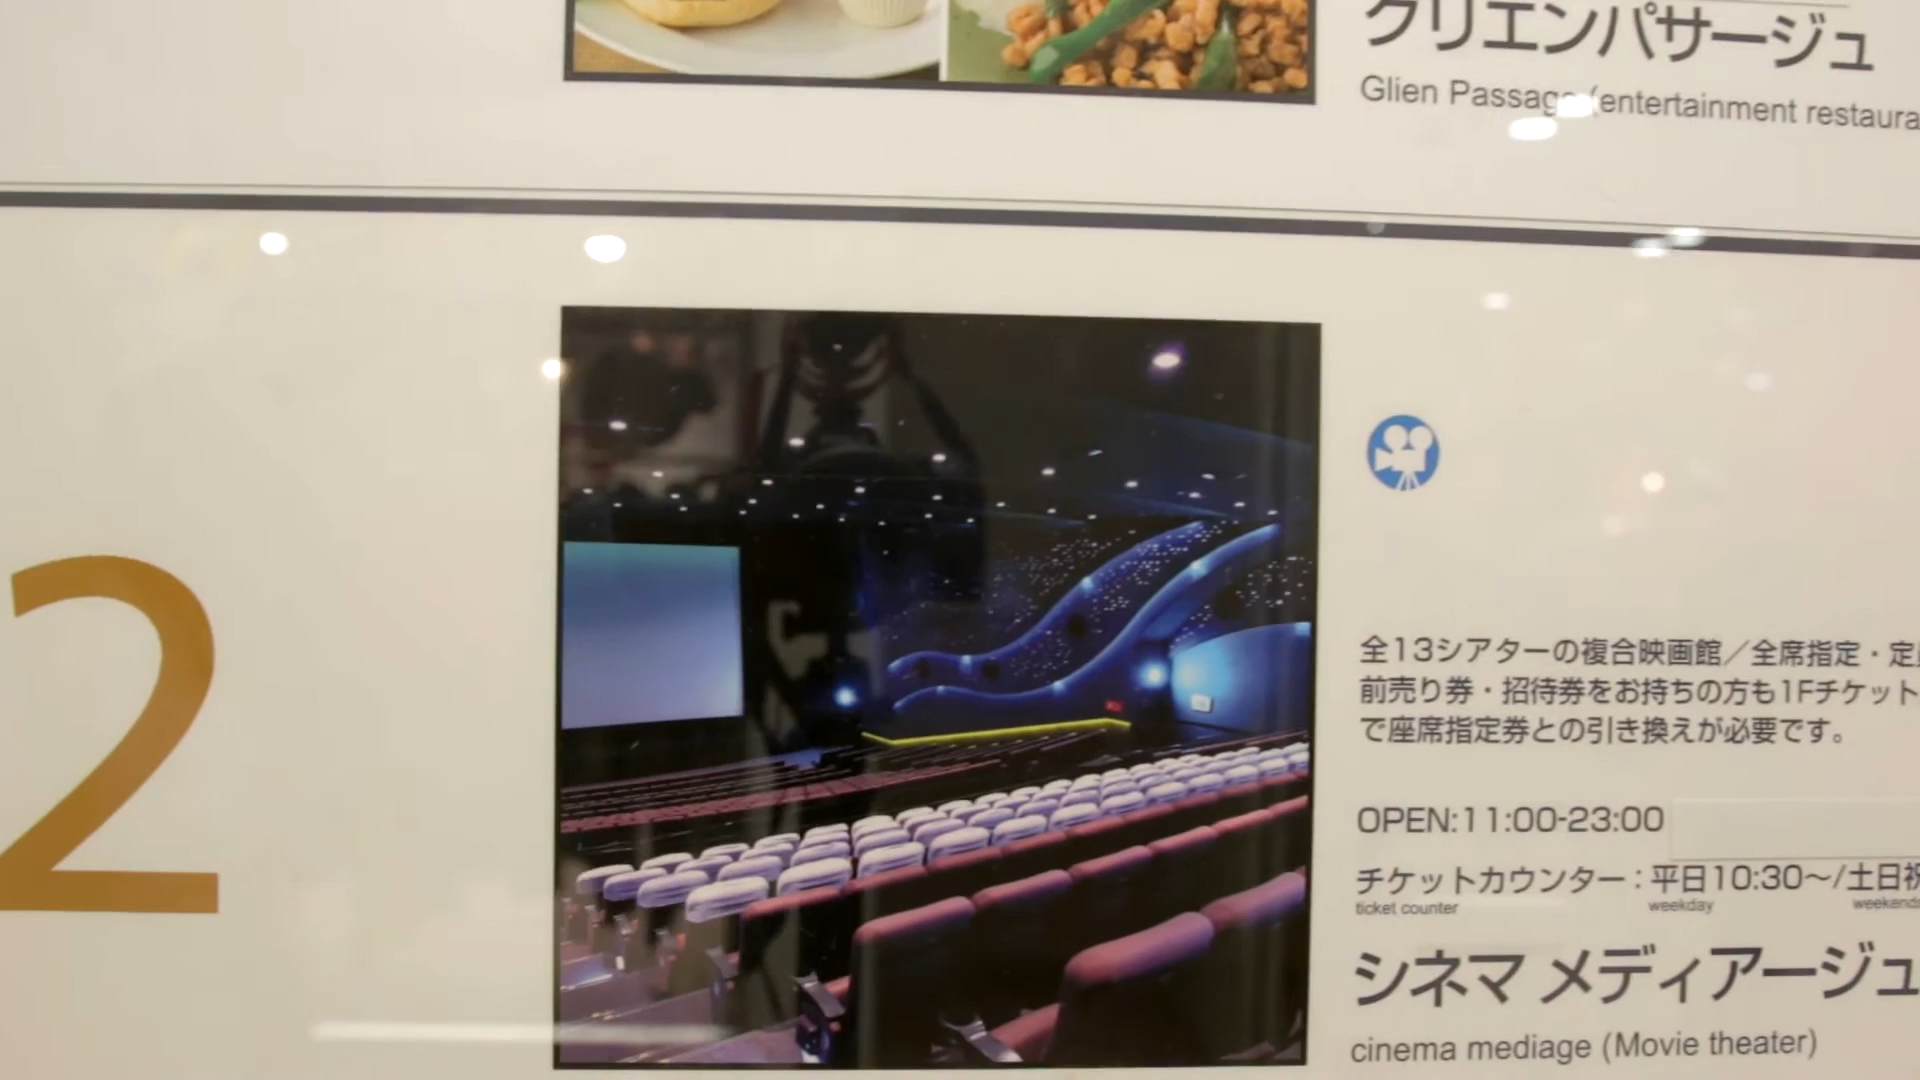 クリエンパサージュ
Glien Passage (entertainment
2
全13シアターの複合映画館／全席指定・
前売り券・招待券をお持ちの方も1Fチケット
で座席指定券との引き換えが必要です。
OPEN:11:00-23:00
チケットカウンター：平日10:30～/土日祝
ticket counter weekday weekends
シネマ メディアージュ
cinema mediage (Movie theater)